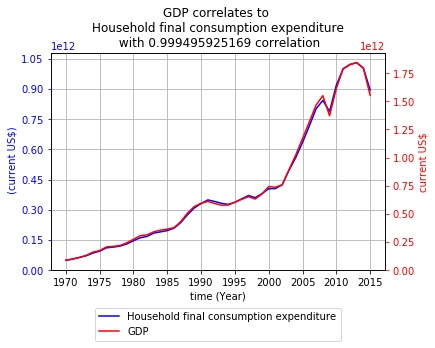 GDP correlates to
Household final consumption expenditure
with 0.999495925169 correlation
1e12
1e12
1.05
0.90
0.75
0.60
0.45
0.30
0.15
0.00
(current US$)
1.75
1.50
1.25
1.00
0.75
0.50
0.25
0.00
current US$
1970 1975 1980 1985 1990 1995 2000 2005 2010 2015
time (Year)
Household final consumption expenditure
GDP